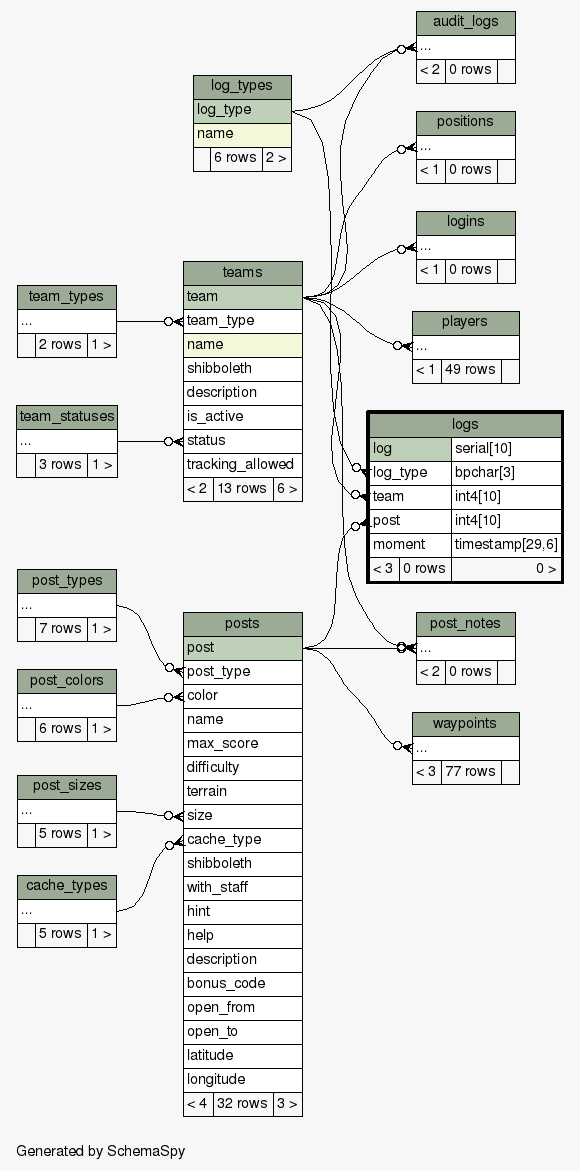 audit_logs
...
< 2 0 rows
log_types
log_type
name
6 rows 2 >
positions
...
< 1 0 rows
logins
...
< 1 0 rows
teams
team
team_type
name
shibboleth
description
is_active
status
tracking_allowed
< 2 13 rows 6 >
team_types
...
2 rows 1 >
players
...
< 1 49 rows
team_statuses
...
3 rows 1 >
logs
log serial[10]
log_type bpchar[3]
team int4[10]
post int4[10]
moment timestamp[29,6]
< 3 0 rows 0 >
post_types
...
7 rows 1 >
posts
post
post_type
color
name
max_score
difficulty
terrain
size
cache_type
shibboleth
with_staff
hint
help
description
bonus_code
open_from
open_to
latitude
longitude
< 4 32 rows 3 >
post_notes
...
< 2 0 rows
post_colors
...
6 rows 1 >
waypoints
...
< 3 77 rows
post_sizes
...
5 rows 1 >
cache_types
...
5 rows 1 >
Generated by SchemaSpy